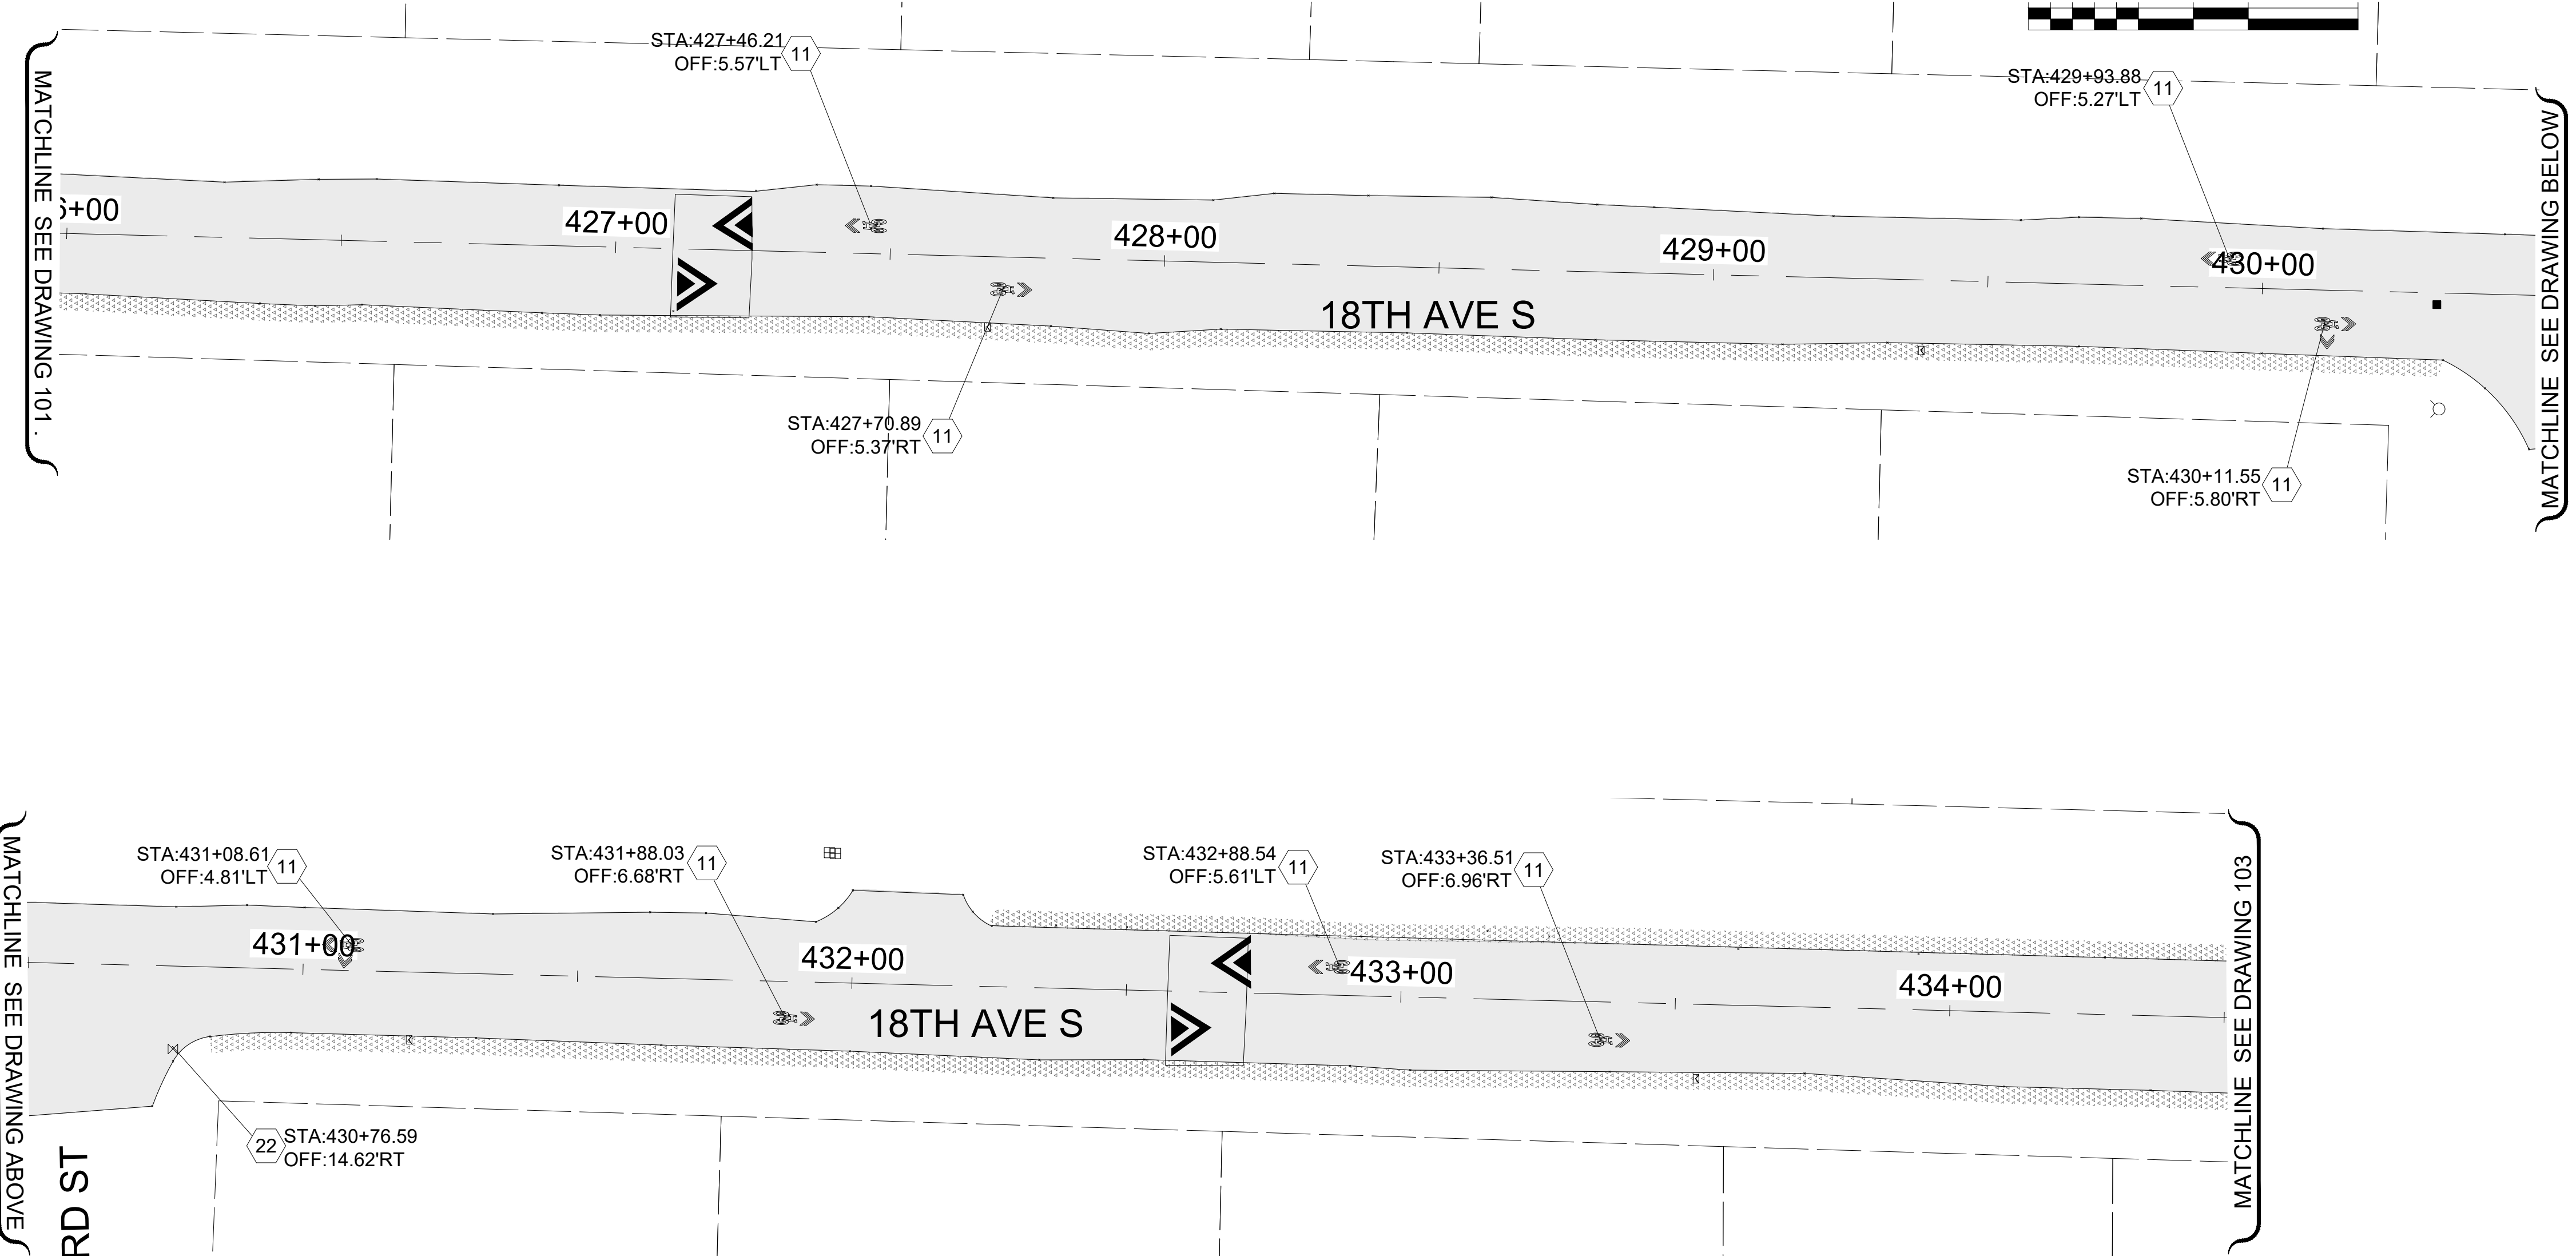 MATCHLINE SEE DRAWING 101 .
STA:427+46.21
OFF:5.57'LT
11
STA:429+93.88
OFF:5.27'LT
11
6+00
427+00
428+00
429+00
430+00
18TH AVE S
STA:427+70.89
OFF:5.37'RT
11
STA:430+11.55
OFF:5.80'RT
11
MATCHLINE SEE DRAWING BELOW
MATCHLINE SEE DRAWING ABOVE
STA:431+08.61
OFF:4.81'LT
11
STA:431+88.03
OFF:6.68'RT
11
STA:432+88.54
OFF:5.61'LT
11
STA:433+36.51
OFF:6.96'RT
11
431+00
432+00
433+00
434+00
18TH AVE S
22
STA:430+76.59
OFF:14.62'RT
RD ST
MATCHLINE SEE DRAWING 103